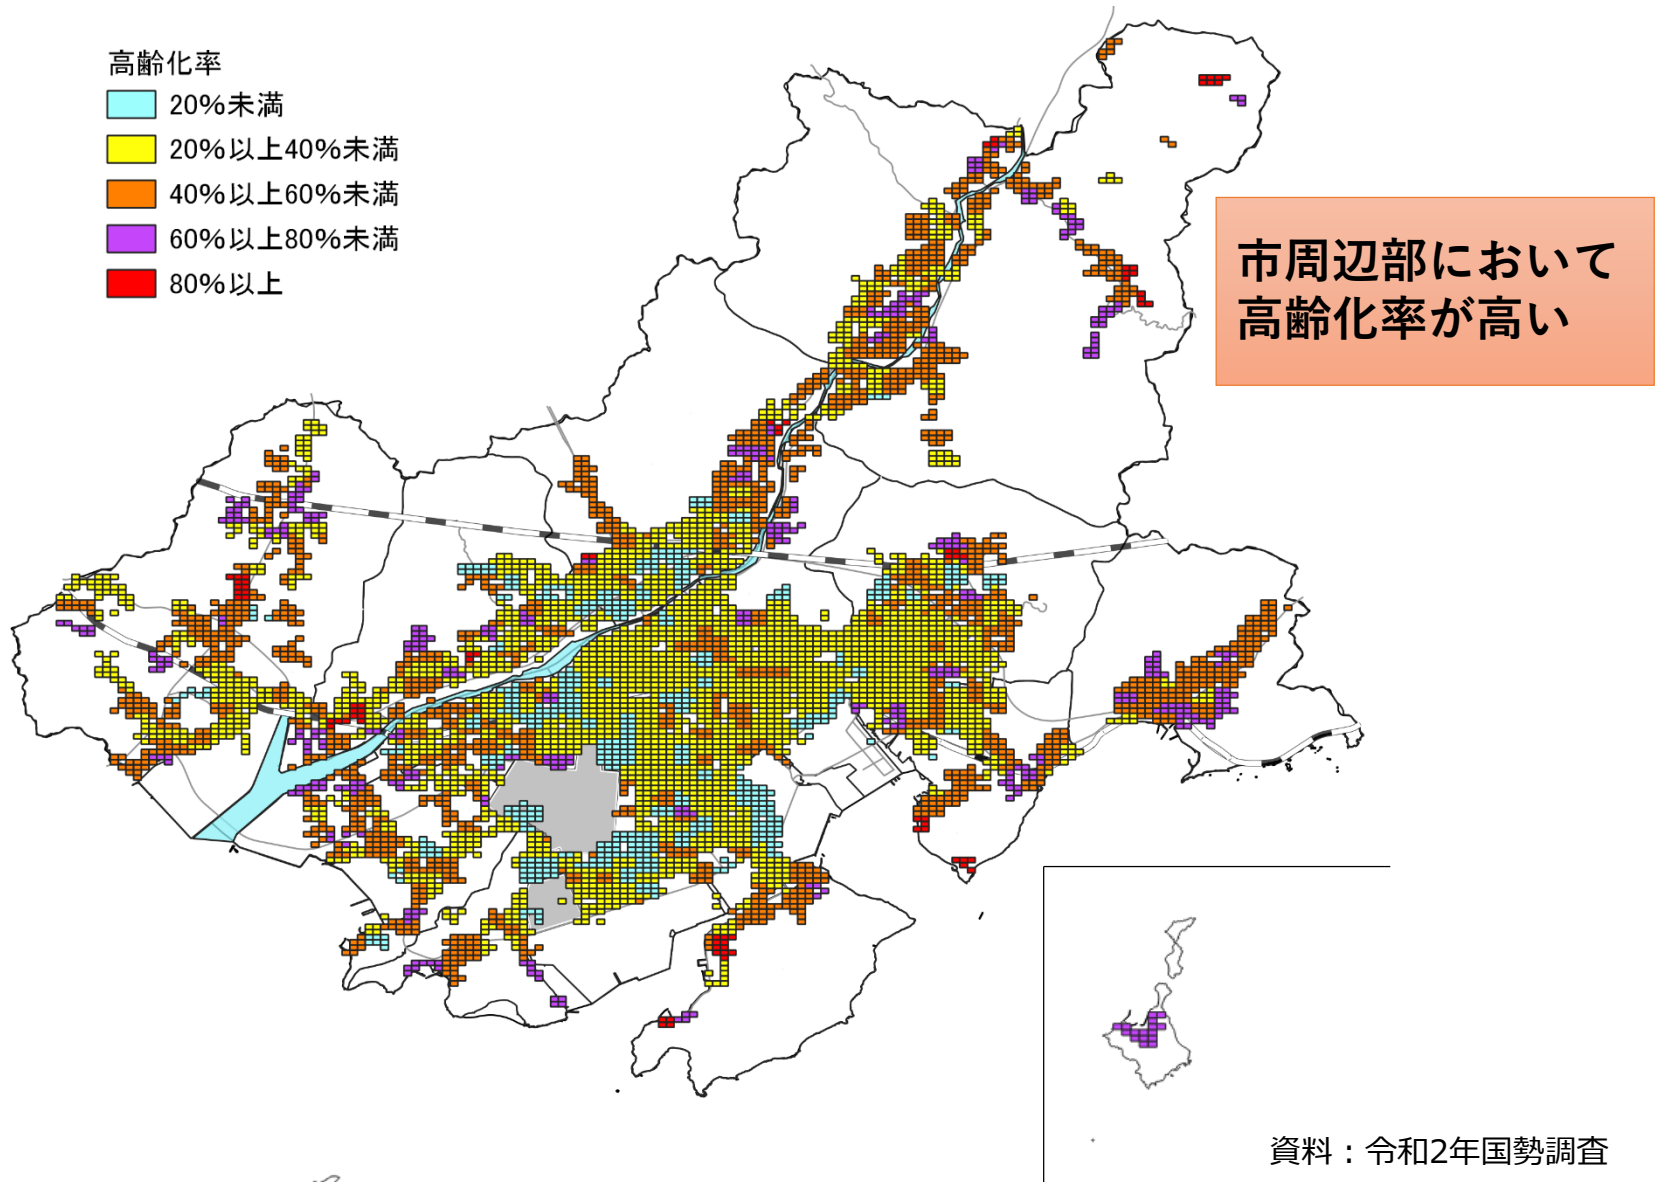 高齢化率
20%未満
20%以上40%未満
40%以上60%未満
60%以上80%未満
80%以上
市周辺部において
高齢化率が高い
資料：令和2年国勢調査